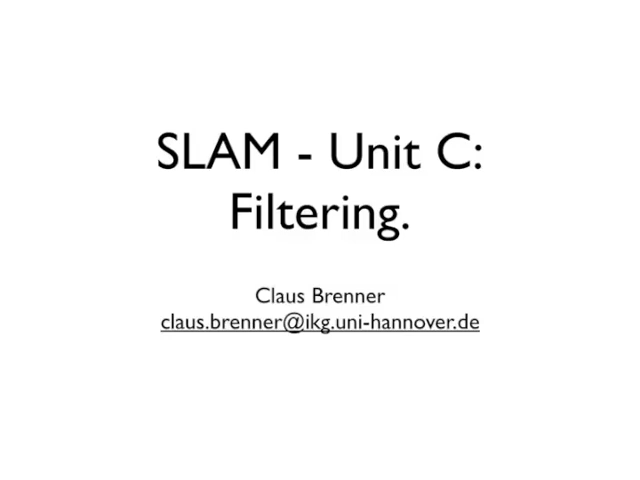 SLAM - Unit C:
Filtering.
Claus Brenner
claus.brenner@ikg.uni-hannover.de